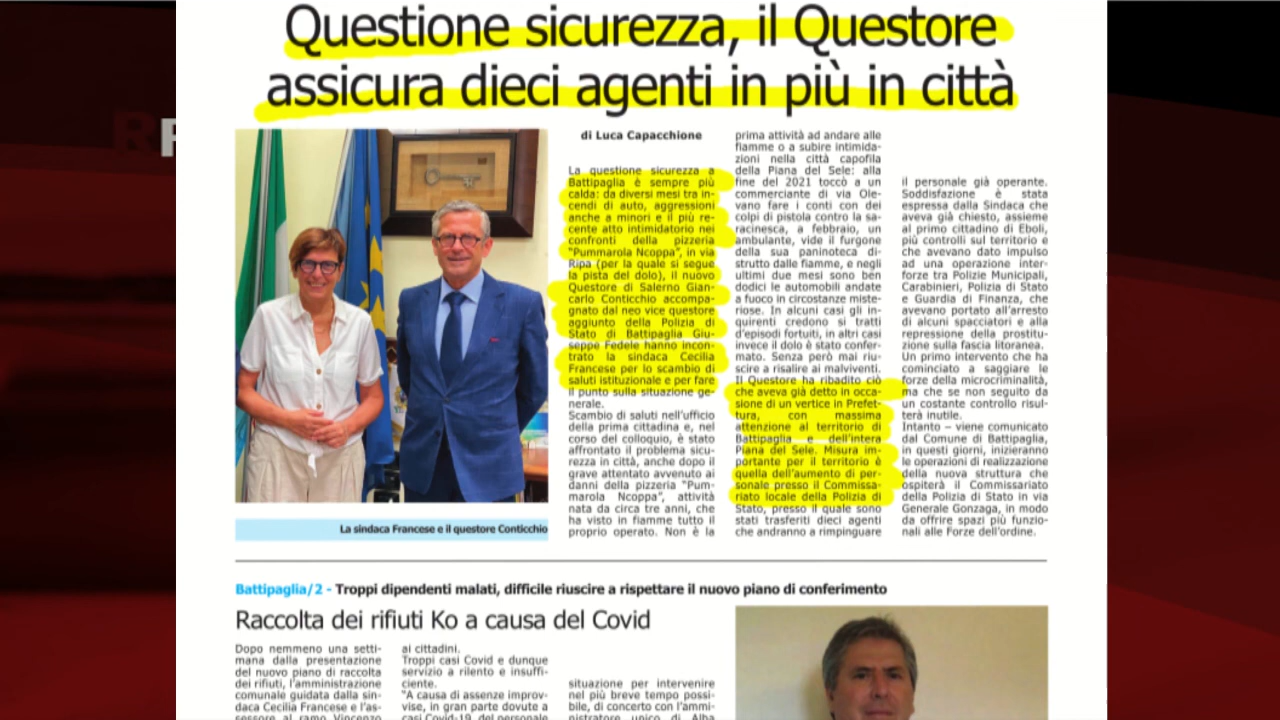 Questione sicurezza, il Questore
assicura dieci agenti in più in città
di Luca Capacchione
La questione sicurezza a
Battipaglia è sempre più
calda: da diversi mesi tra in-
cendi di auto, aggressioni
anche a minori e il più re-
cente atto intimidatorio nei
confronti della pizzeria
“Pummarola Ncoppa”, in via
Ripa (per la quale si segue
la pista del dolo), il nuovo
Questore di Salerno Gian-
carlo Conticchio accompa-
gnato dal neo vice questore
aggiunto della Polizia di
Stato di Battipaglia Giu-
seppe Fedele hanno incon-
trato la sindaca Cecilia
Francese per lo scambio di
saluti istituzionale e per fare
il punto sulla situazione ge-
nerale.
Scambio di saluti nell’ufficio
della prima cittadina e, nel
corso del colloquio, è stato
affrontato il problema sicu-
rezza in città, anche dopo il
grave attentato avvenuto ai
danni della pizzeria “Pum-
marola Ncoppa”, attività
nata da circa tre anni, che
ha visto in fiamme tutto il
proprio operato. Non è la
prima attività ad andare alle
fiamme o a subire intimida-
zioni nella città capofila
della Piana del Sele: alla
fine del 2021 toccò a un
commerciante di via Ole-
vano fare i conti con dei
colpi di pistola contro la sa-
racinesca, a febbraio, un
ambulante, vide il furgone
della sua paninoteca di-
strutto dalle fiamme, e negli
ultimi due mesi sono ben
dodici le automobili andate
a fuoco in circostanze miste-
riose. In alcuni casi gli in-
quirenti credono si tratti
d’episodi fortuiti, in altri casi
invece il dolo è stato confer-
mato. Senza però mai riu-
scire a risalire ai malviventi.
Il Questore ha ribadito ciò
che aveva già detto in occa-
sione di un vertice in Prefet-
tura, con massima
attenzione al territorio di
Battipaglia e dell’intera
Piana del Sele. Misura im-
portante per il territorio è
quella dell’aumento di per-
sonale presso il Commissa-
riato locale della Polizia di
Stato, presso il quale sono
stati trasferiti dieci agenti
che andranno a rimpinguare
il personale già operante.
Soddisfazione è stata
espressa dalla Sindaca che
aveva già chiesto, assieme
al primo cittadino di Eboli,
più controlli sul territorio e
che avevano dato impulso
ad una operazione inter-
forze tra Polizie Municipali,
Carabinieri, Polizia di Stato
e Guardia di Finanza, che
avevano portato all’arresto
di alcuni spacciatori e alla
repressione della prostitu-
zione sulla fascia litoranea.
Un primo intervento che ha
cominciato a saggiare le
forze della microcriminalità,
ma che se non seguito da
un costante controllo risul-
terà inutile.
Intanto – viene comunicato
dal Comune di Battipaglia,
in questi giorni, inizieranno
le operazioni di realizzazione
della nuova struttura che
ospiterà il Commissariato
della Polizia di Stato in via
Generale Gonzaga, in modo
da offrire spazi più funzio-
nali alle Forze dell’ordine.
La sindaca Francese e il questore Conticchio
Battipaglia/2 - Troppi dipendenti malati, difficile riuscire a rispettare il nuovo piano di conferimento
Raccolta dei rifiuti Ko a causa del Covid
Dopo nemmeno una setti-
mana dalla presentazione
del nuovo piano di raccolta
dei rifiuti, l’amministrazione
comunale guidata dalla sin-
daca Cecilia Francese e l’as-
sessore al ramo Vincenzo
ai cittadini.
Troppi casi Covid e dunque
servizio a rilento e insuffi-
ciente.
“A causa di assenze improv-
vise, in gran parte dovute a
casi Covid-19, del personale
situazione per intervenire
nel più breve tempo possi-
bile, di concerto con l’ammi-
nistratore unico di Alba